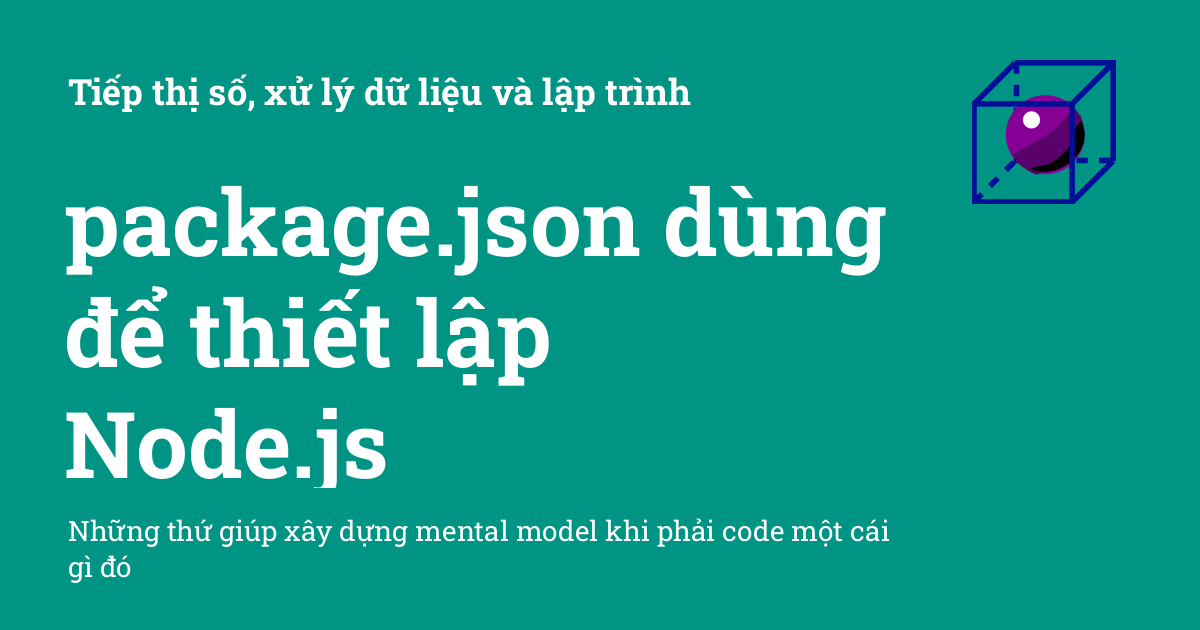 Tiếp thị số, xử lý dữ liệu và lập trình
package.json dùng
để thiết lập
Node.js
Những thứ giúp xây dựng mental model khi phải code một cái
gì đó